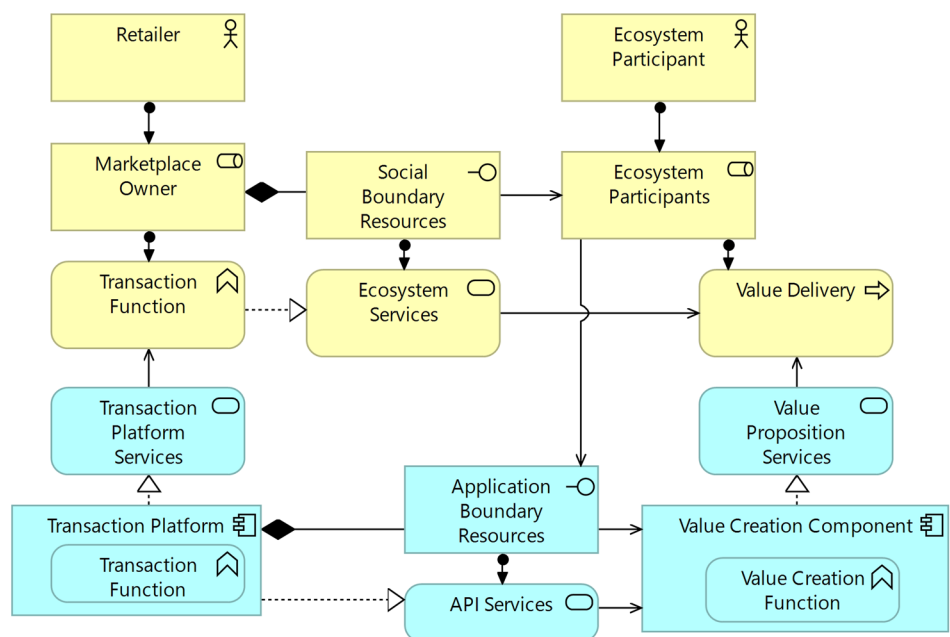 Retailer
Ecosystem
Participant
Marketplace
Owner
Social
Boundary
Resources
Ecosystem
Participants
Transaction
Function
Ecosystem
Services
Value Delivery
Transaction
Platform
Services
Value
Proposition
Services
Transaction Platform
Transaction
Function
Application
Boundary
Resources
Value Creation Component
Value Creation
Function
API Services